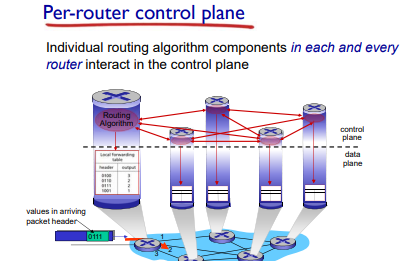 Per-router control plane
Individual routing algorithm components in each and every
router interact in the control plane
Routing
Algorithm
control
plane
data
plane
Local forwarding
table
header output
0100 3
0110 2
0111 2
1001 1
values in arriving
packet header
0111
1
2
3